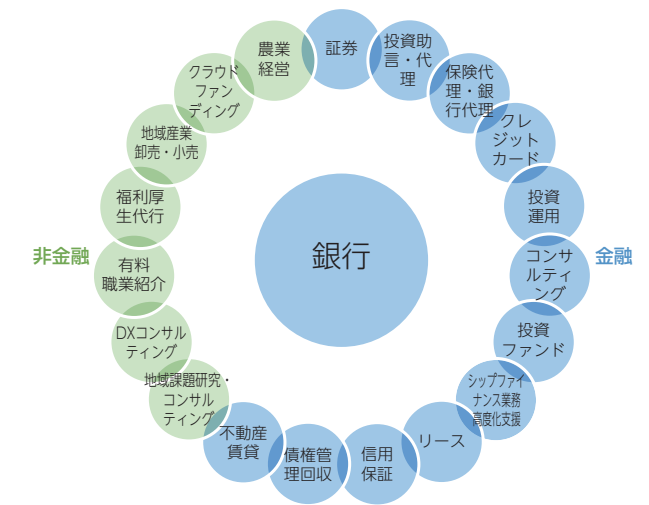 証券
投資助
言・代
理
保険代
理・銀
行代理
クレ
ジット
カード
投資
運用
コンサ
ルティ
ング
投資
ファンド
シップファイ
ナンス業務
高度化支援
リース
信用
保証
債権管
理回収
不動産
賃貸
地域課題研究・
コンサル
ティング
DXコンサル
ティング
有料
職業紹介
福利厚
生代行
地域産業
卸売・小売
クラウド
ファン
ディング
農業
経営
銀行
非金融
金融